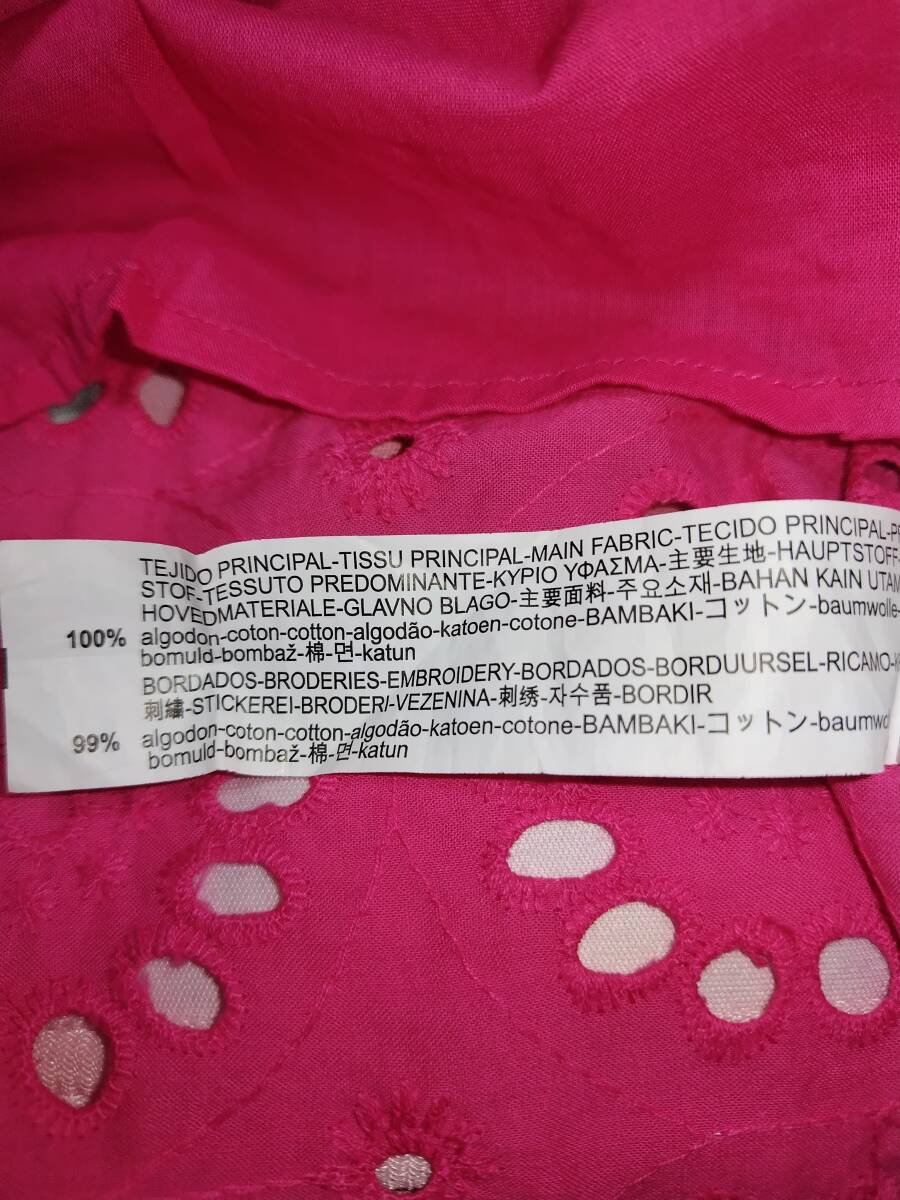 TEJIDO PRINCIPAL-TISSU PRINCIPAL-MAIN FABRIC-TECIDO PRINCIPAL-
STOF-TESSUTO PREDOMINANTE-ΚΥΡΙΟ ΥΦΑΣΜΑ-主要生地-HAUPTSTOFF-
HOVEDMATERIALE-GLAVNO BLAGO-主要面料-주요소재-BAHAN KAIN UTAM
100% algodon-coton-cotton-algodão-katoen-cotone-BAMBAKI-コットン-baumwolle-
bomuld-bombaž-棉-면-katun
BORDADOS-BRODERIES-EMBROIDERY-BORDADOS-BORDUURSEL-RICAMO-
刺繍-STICKEREI-BRODERI-VEZENINA-刺绣-자수품-BORDIR
99% algodon-coton-cotton-algodão-katoen-cotone-BAMBAKI-コットン-baumwo
bomuld-bombaž-棉-면-katun